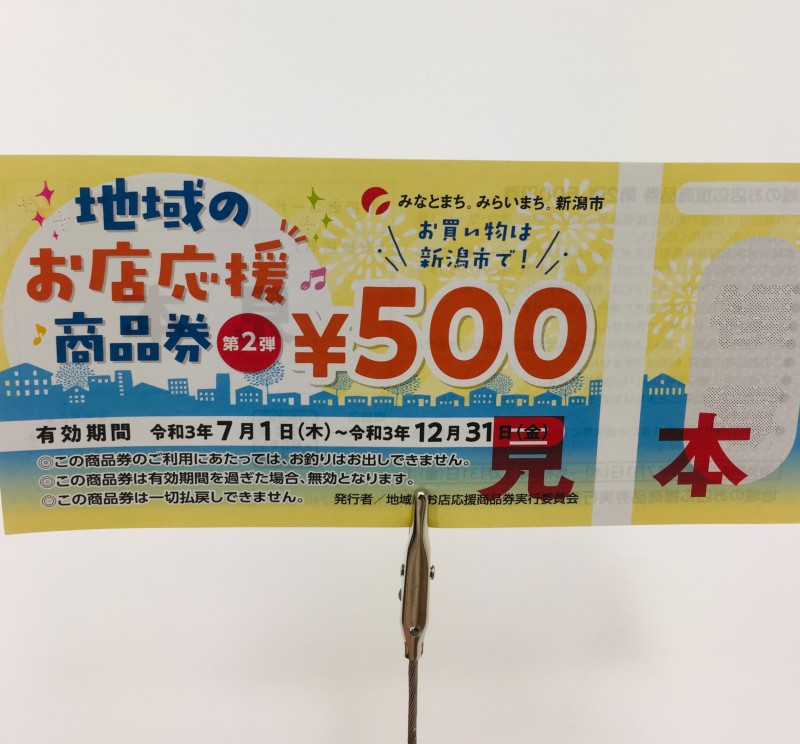 地域の
お店応援
商品券 第2弾
みなとまち。みらいまち。新潟市
お買い物は
新潟市で!
¥500
有効期間 令和3年7月1日(木)~令和3年12月31日(金)
◎この商品券のご利用にあたっては、お釣りはお出しできません。
◎この商品券は有効期間を過ぎた場合、無効となります。
◎この商品券は一切払戻しできません。
発行者/地域のお店応援商品券実行委員会
見本